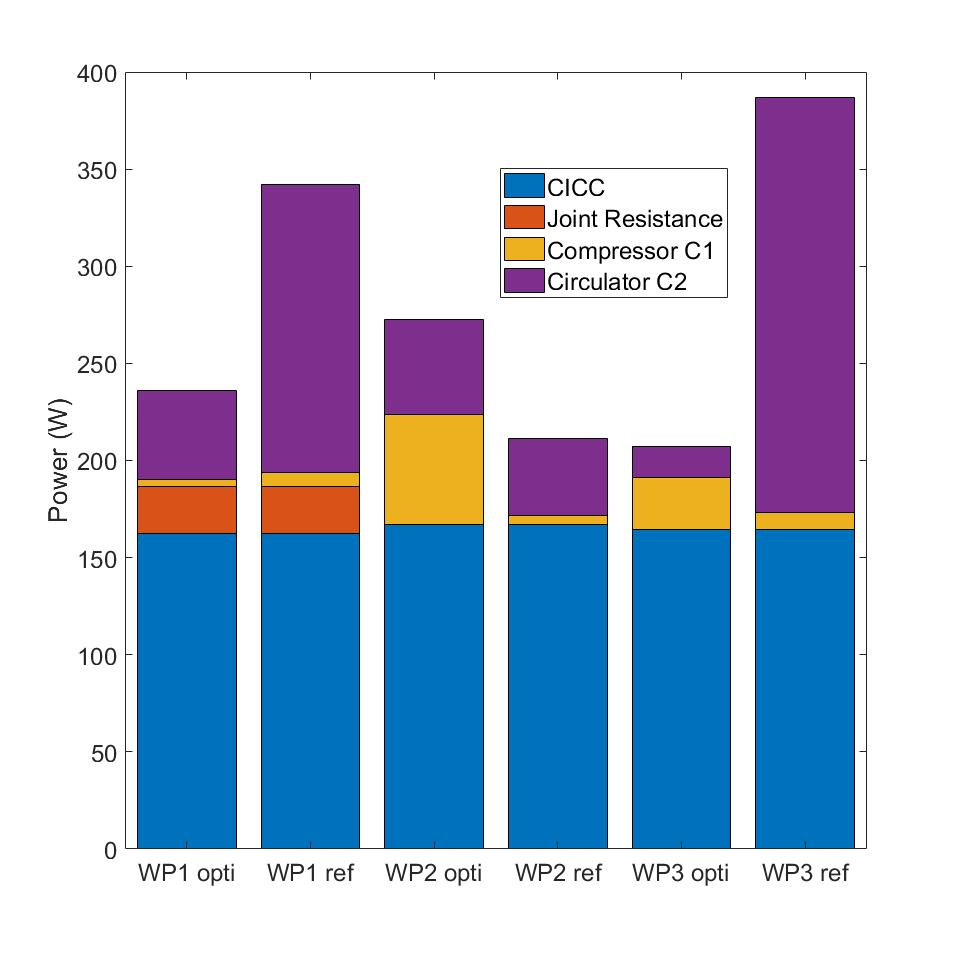 400
350
300
250
200
150
100
50
0
Power (W)
CICC
Joint Resistance
Compressor C1
Circulator C2
WP1 opti WP1 ref WP2 opti WP2 ref WP3 opti WP3 ref